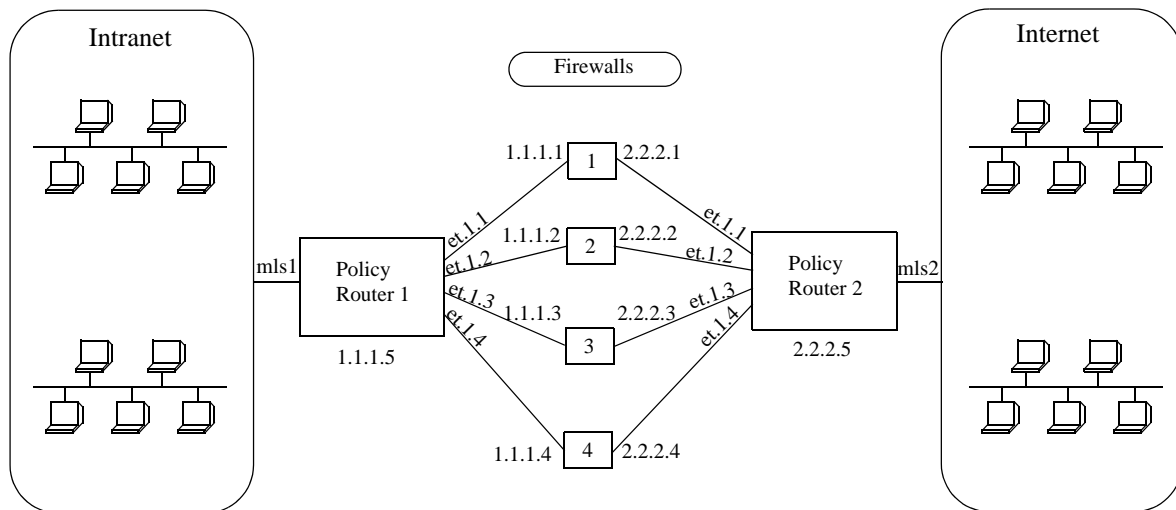 Intranet
Internet
Firewalls
1.1.1.1
1
2.2.2.1
et.1.1
et.1.1
1.1.1.2
2
2.2.2.2
mls1
Policy
Router 1
et.1.2
et.1.2
Policy
Router 2
mls2
et.1.3
1.1.1.3
3
2.2.2.3
et.1.3
et.1.4
et.1.4
1.1.1.5
2.2.2.5
1.1.1.4
4
2.2.2.4